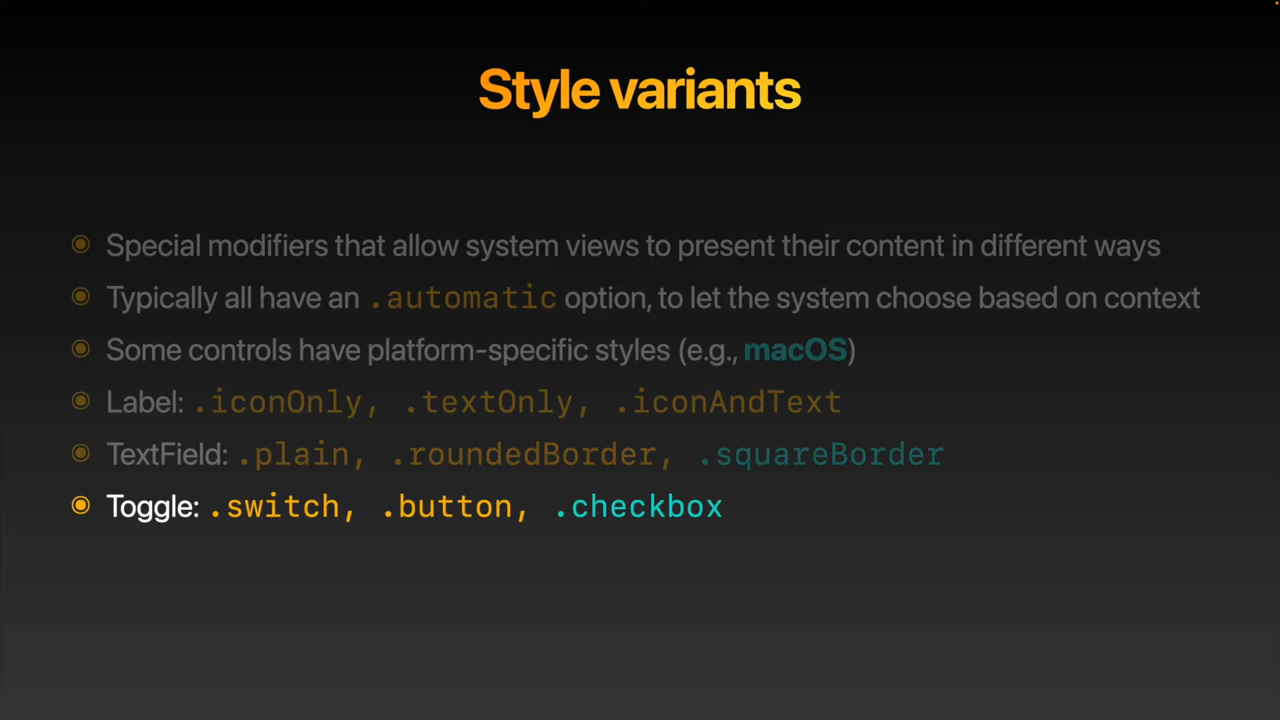 Style variants
Special modifiers that allow system views to present their content in different ways
Typically all have an .automatic option, to let the system choose based on context
Some controls have platform-specific styles (e.g., macOS)
Label: .iconOnly, .textOnly, .iconAndText
TextField: .plain, .roundedBorder, .squareBorder
Toggle: .switch, .button, .checkbox